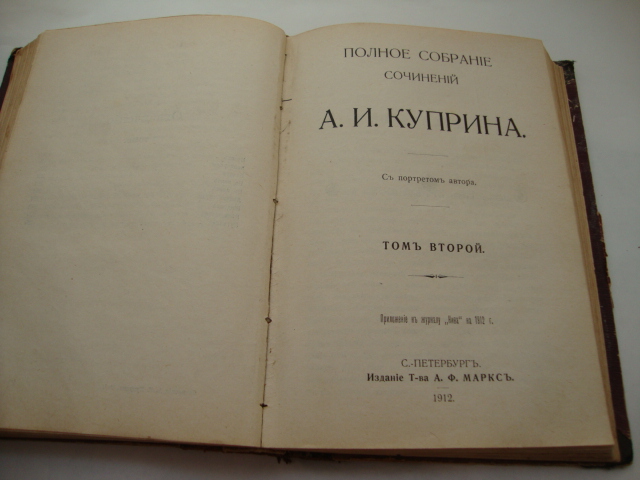 ПОЛНОЕ СОБРАНІЕ
СОЧИНЕНІЙ
А. И. КУПРИНА.
Съ портретомъ автора.
ТОМЪ ВТОРОЙ.
Приложеніе къ журналу „Нива“ на 1912 г.
С.-ПЕТЕРБУРГЪ.
Изданіе Т-ва А. Ф. МАРКСЪ.
1912.